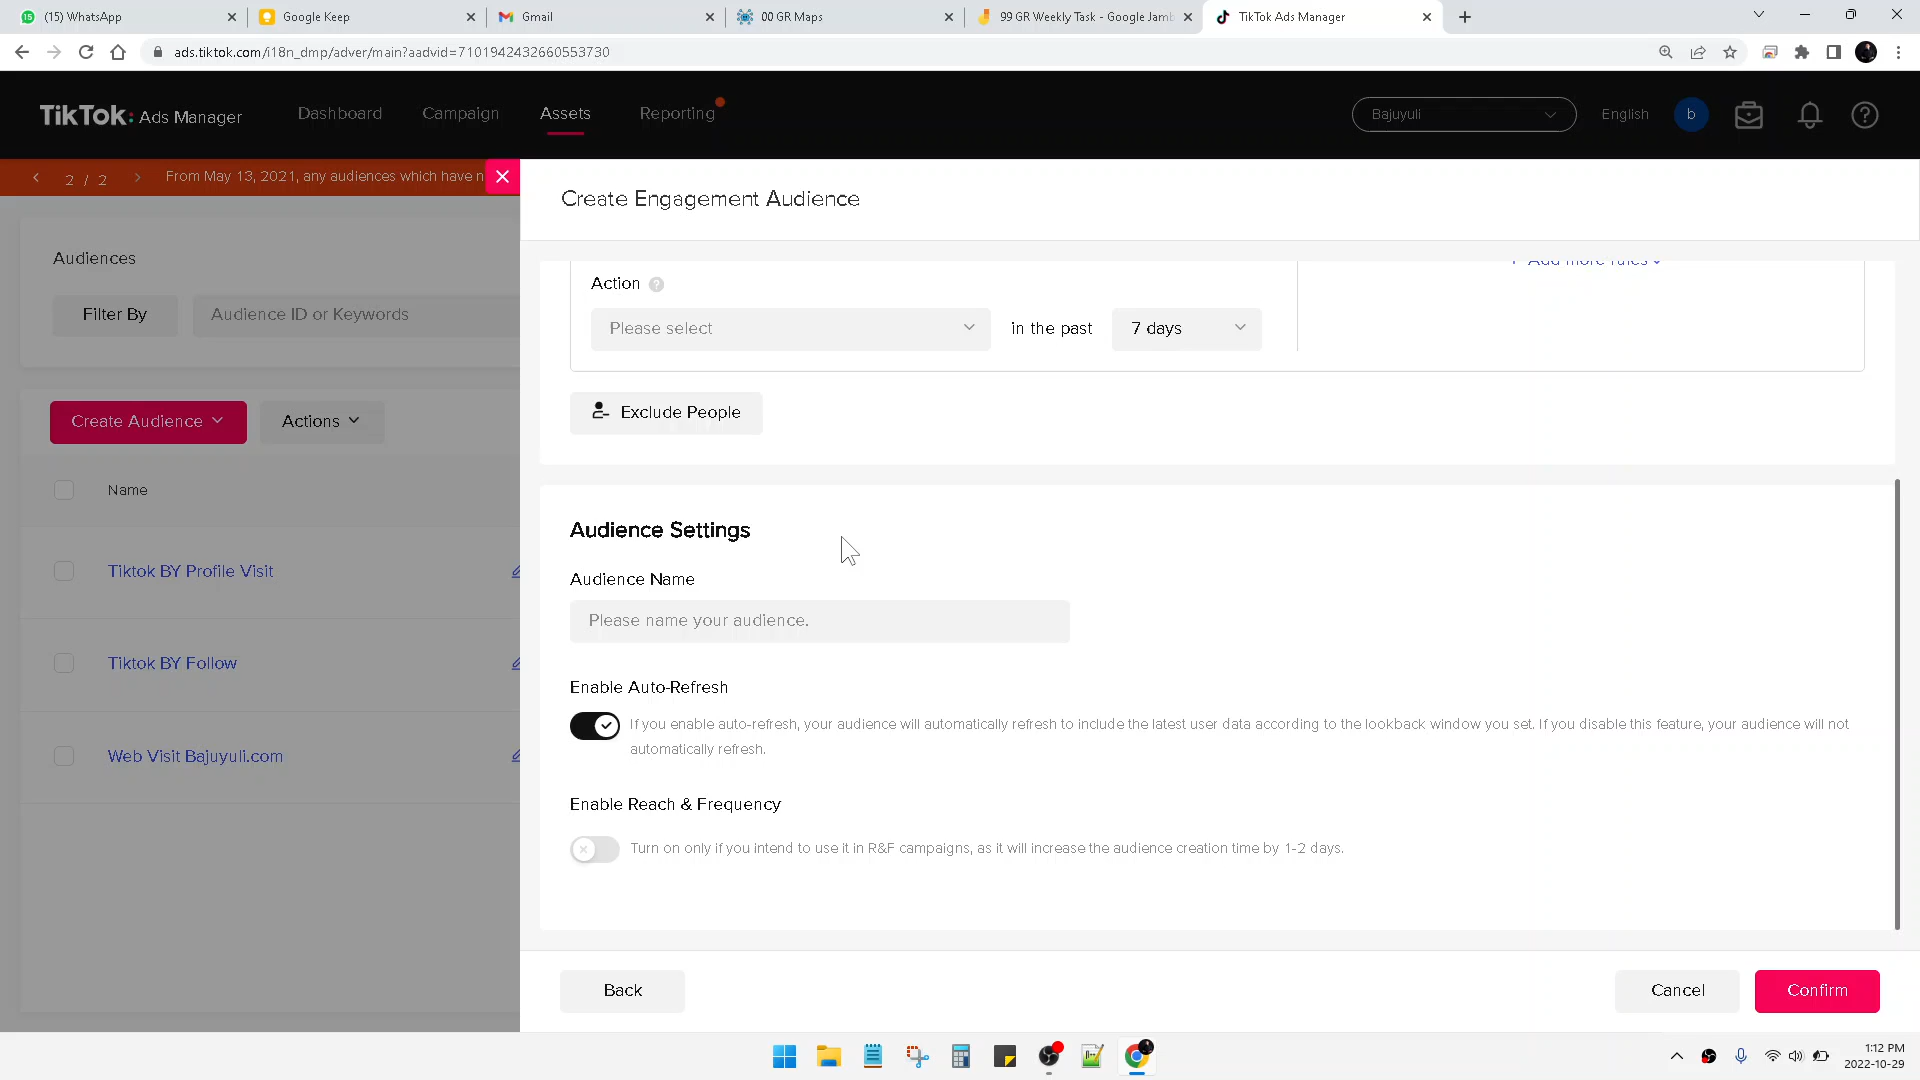 (15) WhatsApp
Google Keep
Gmail
00 GR Maps
99 GR Weekly Task - Google Jamb
TikTok Ads Manager
ads.tiktok.com/i18n_dmp/adver/main?aadvid=7101942432660553730
TikTok: Ads Manager
Dashboard
Campaign
Assets
Reporting
Bajuyuli
English
b
2 / 2
From May 13, 2021, any audiences which have n
Create Engagement Audience
Audiences
Filter By
Audience ID or Keywords
Create Audience
Actions
Name
Tiktok BY Profile Visit
Tiktok BY Follow
Web Visit Bajuyuli.com
+ Add more rules
Action ?
Please select
in the past
7 days
Exclude People
Audience Settings
Audience Name
Please name your audience.
Enable Auto-Refresh
If you enable auto-refresh, your audience will automatically refresh to include the latest user data according to the lookback window you set. If you disable this feature, your audience will not
automatically refresh.
Enable Reach & Frequency
Turn on only if you intend to use it in R&F campaigns, as it will increase the audience creation time by 1-2 days.
Back
Cancel
Confirm
1:12 PM
2022-10-29